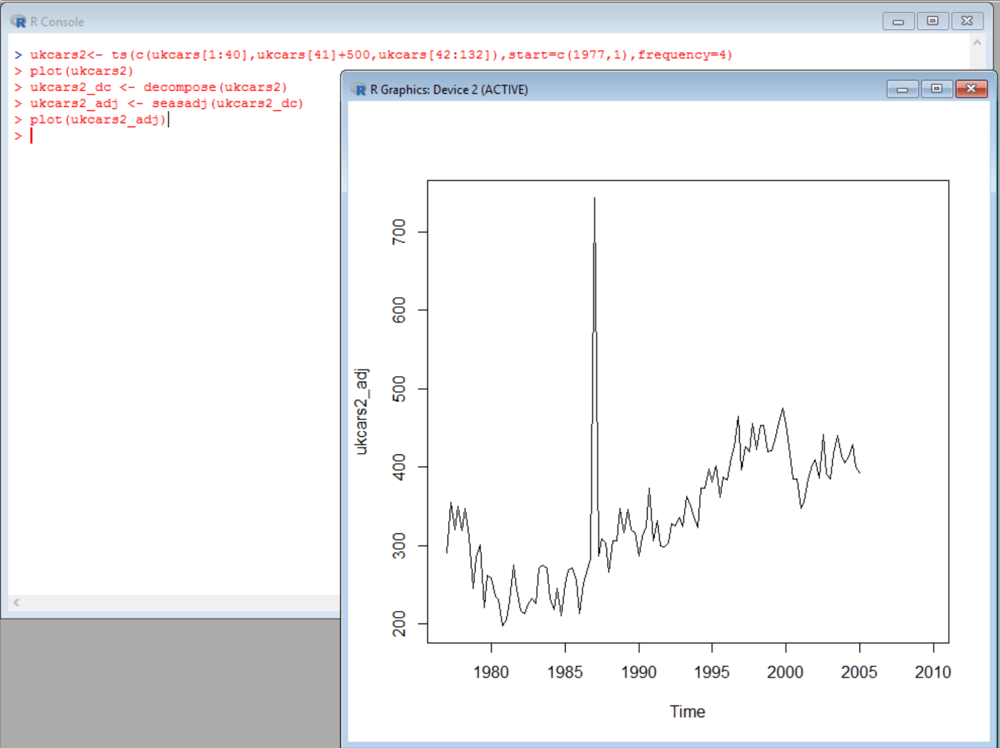 R Console
> ukcars2<- ts(c(ukcars[1:40],ukcars[41]+500,ukcars[42:132]),start=c(1977,1),frequency=4)
> plot(ukcars2)
> ukcars2_dc <- decompose(ukcars2)
> ukcars2_adj <- seasadj(ukcars2_dc)
> plot(ukcars2_adj)
>
R Graphics: Device 2 (ACTIVE)
700
600
500
400
300
200
ukcars2_adj
1980 1985 1990 1995 2000 2005 2010
Time